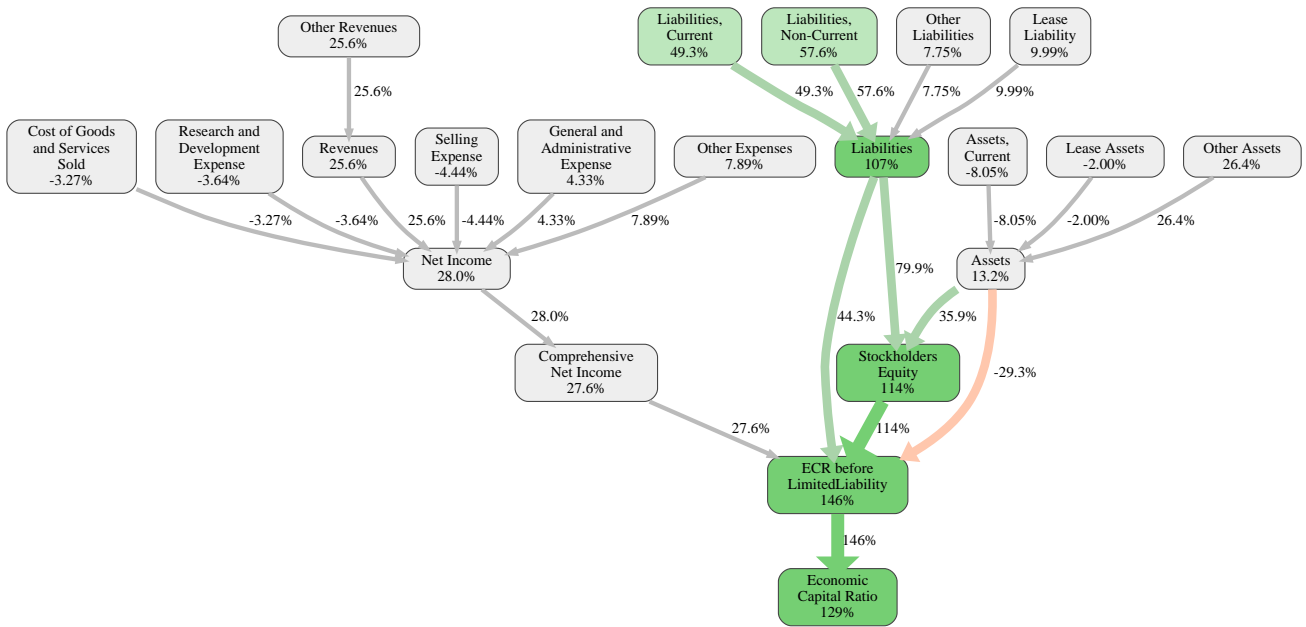 Liabilities,
Current
49.3%
Liabilities,
Non-Current
57.6%
Other
Liabilities
7.75%
Lease
Liability
9.99%
Other Revenues
25.6%
25.6%
49.3%
57.6%
7.75%
9.99%
Cost of Goods
and Services
Sold
-3.27%
Research and
Development
Expense
-3.64%
Revenues
25.6%
Selling
Expense
-4.44%
General and
Administrative
Expense
4.33%
Other Expenses
7.89%
Liabilities
107%
Assets,
Current
-8.05%
Lease Assets
-2.00%
Other Assets
26.4%
-3.27%
-3.64%
25.6%
-4.44%
4.33%
7.89%
-8.05%
-2.00%
26.4%
Net Income
28.0%
79.9%
Assets
13.2%
28.0%
44.3%
35.9%
Comprehensive
Net Income
27.6%
Stockholders
Equity
114%
-29.3%
27.6%
114%
ECR before
LimitedLiability
146%
146%
Economic
Capital Ratio
129%